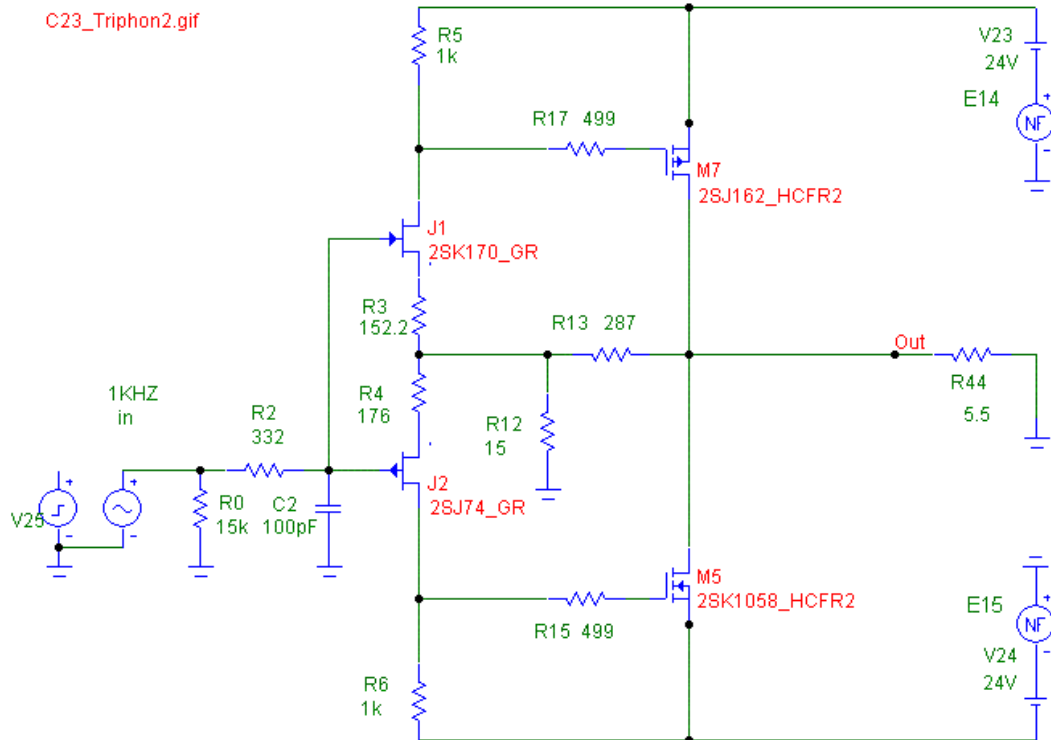 C23_Triphon2.gif
R5
1k
V23
24V
E14
NF
+
-
R17 499
M7
2SJ162_HCFR2
J1
2SK170_GR
R3
152.2
R13 287
Out
R44
5.5
1KHZ
in
R2
332
R4
176
R12
15
V25
+
-
+
-
R0
15k
C2
100pF
J2
2SJ74_GR
M5
2SK1058_HCFR2
E15
NF
+
-
R15 499
V24
24V
R6
1k